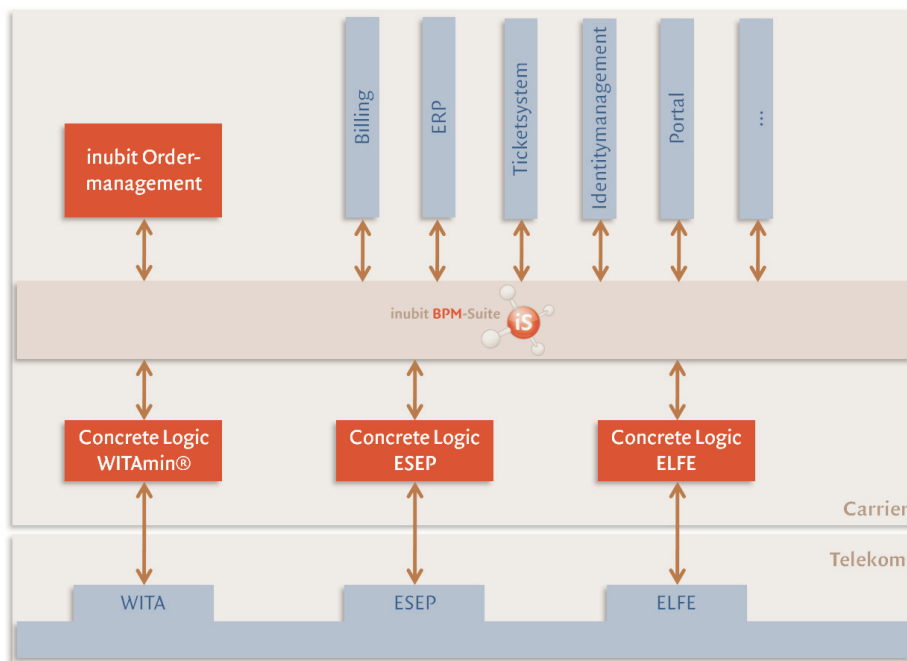 Billing
ERP
Ticketsystem
Identitymanagement
Portal
...
inubit Order-
management
inubit BPM-Suite
iS
Concrete Logic
WITAmin®
Concrete Logic
ESEP
Concrete Logic
ELFE
Carrier
Telekom
WITA
ESEP
ELFE